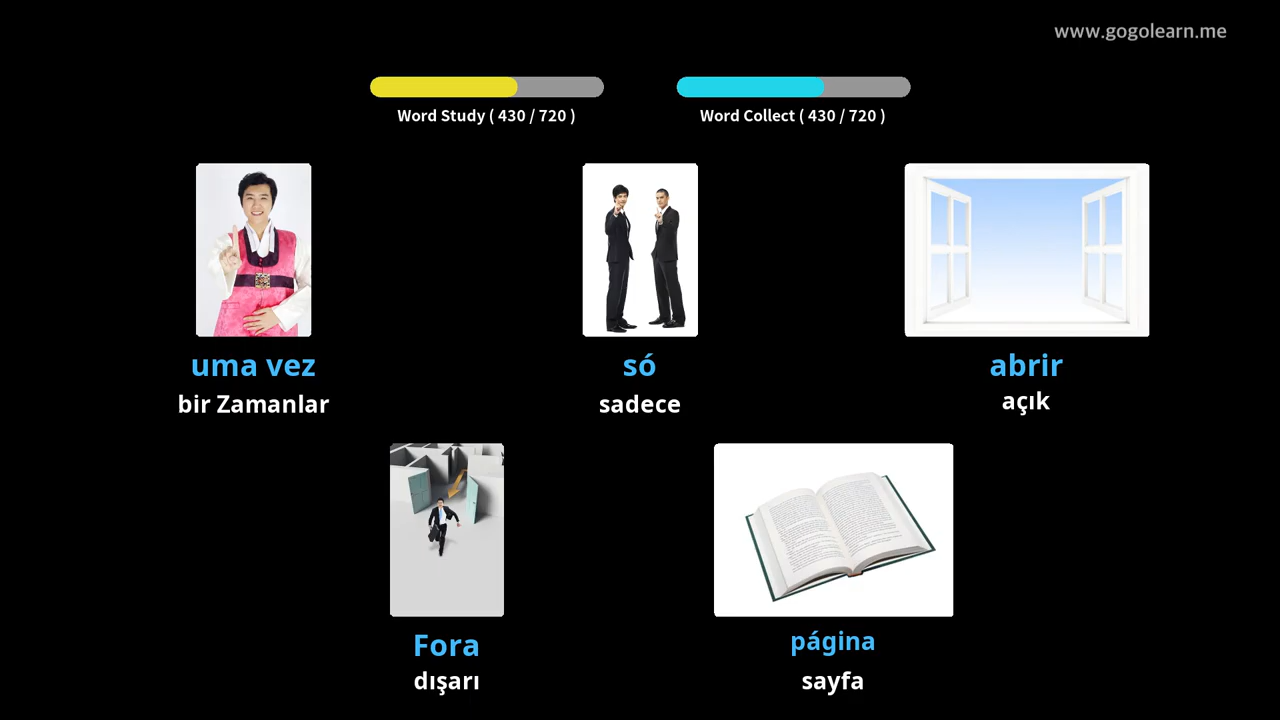 www.gogolearn.me
Word Study ( 430 / 720 )
Word Collect ( 430 / 720 )
uma vez
bir Zamanlar
só
sadece
abrir
açık
Fora
dışarı
página
sayfa